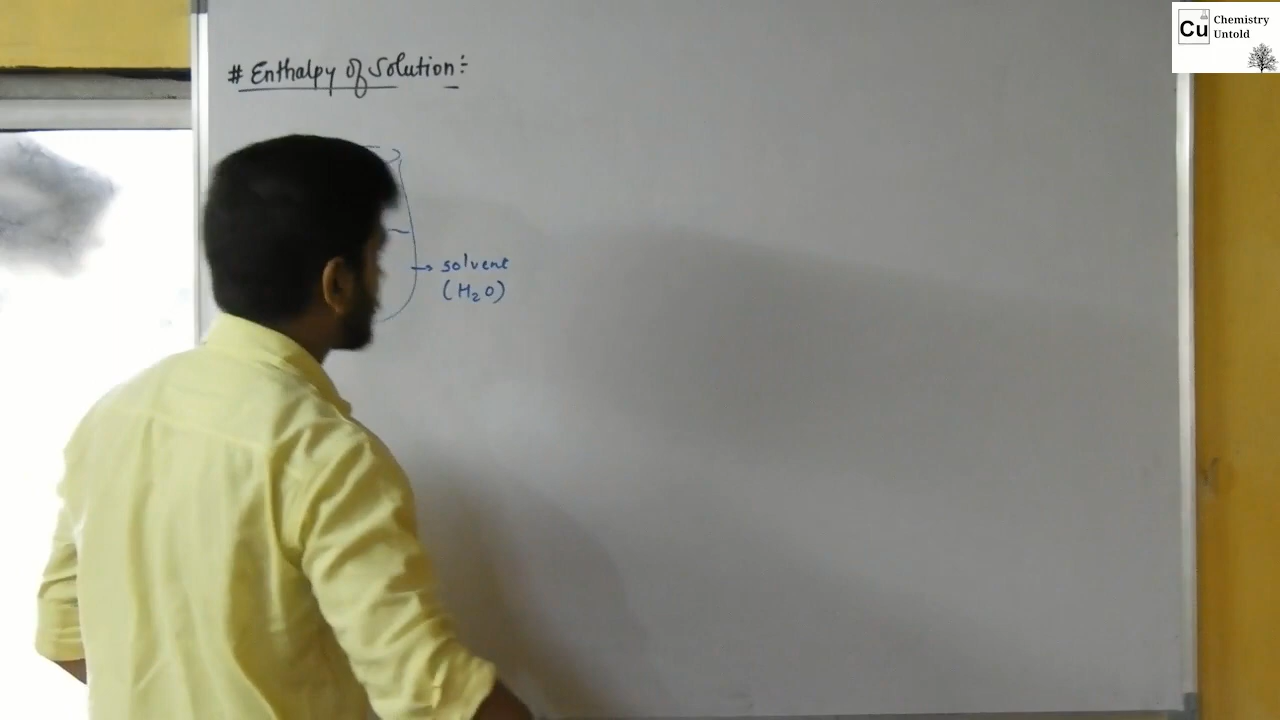 # Enthalpy of Solution:-
solvent
(H₂O)
Cu
Chemistry
Untold